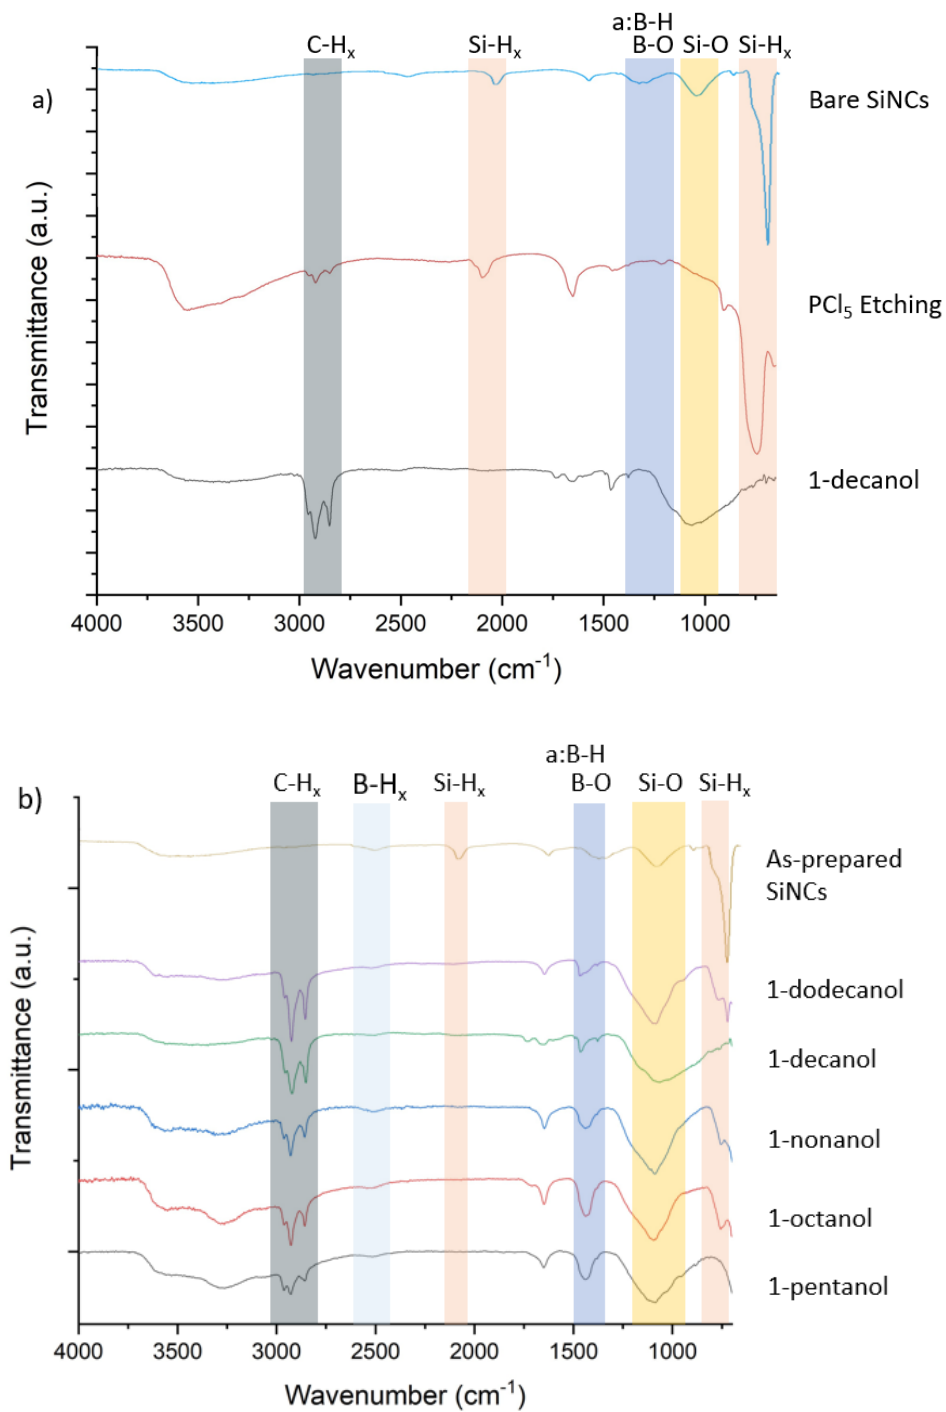 a)
C-Hₓ
Si-Hₓ
a:B-H
B-O
Si-O
Si-Hₓ
Bare SiNCs
PCl₅ Etching
1-decanol
Transmittance (a.u.)
4000 3500 3000 2500 2000 1500 1000
Wavenumber (cm⁻¹)
b)
C-Hₓ
B-Hₓ
Si-Hₓ
a:B-H
B-O
Si-O
Si-Hₓ
As-prepared
SiNCs
1-dodecanol
1-decanol
1-nonanol
1-octanol
1-pentanol
Transmittance (a.u.)
4000 3500 3000 2500 2000 1500 1000
Wavenumber (cm⁻¹)